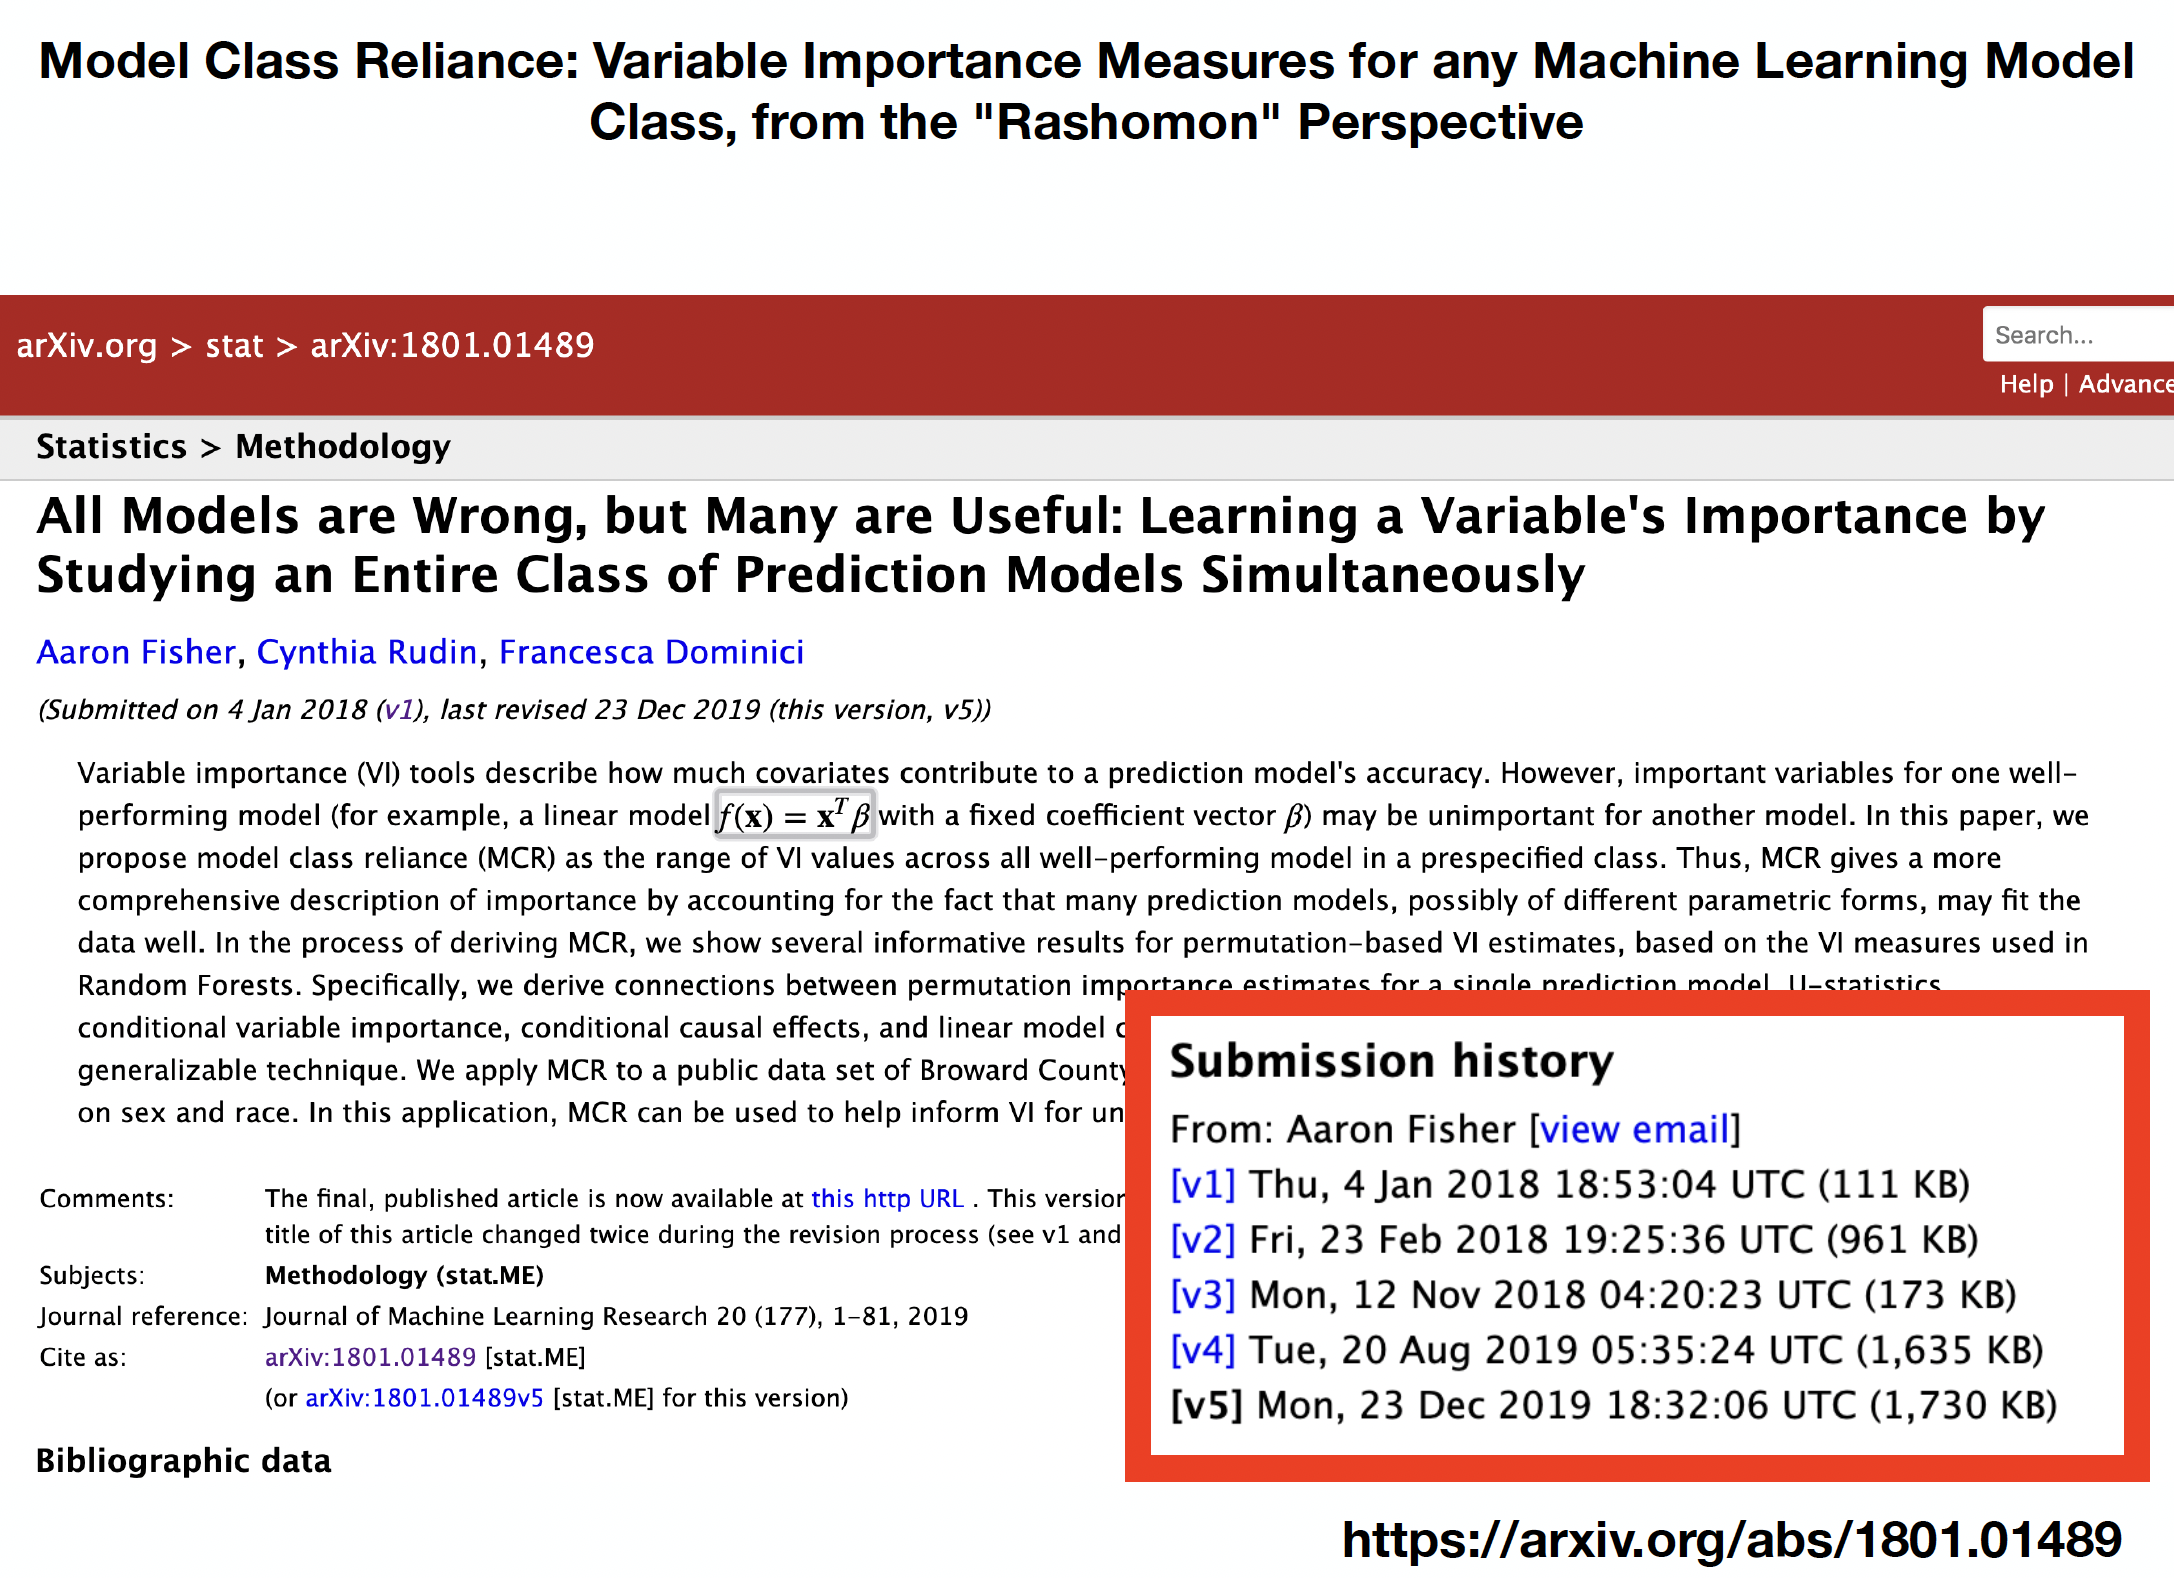 Model Class Reliance: Variable Importance Measures for any Machine Learning Model
Class, from the "Rashomon" Perspective
arXiv.org > stat > arXiv:1801.01489
Search...
Help | Advance
Statistics > Methodology
All Models are Wrong, but Many are Useful: Learning a Variable's Importance by
Studying an Entire Class of Prediction Models Simultaneously
Aaron Fisher, Cynthia Rudin, Francesca Dominici
(Submitted on 4 Jan 2018 (v1), last revised 23 Dec 2019 (this version, v5))
Variable importance (VI) tools describe how much covariates contribute to a prediction model's accuracy. However, important variables for one well-
performing model (for example, a linear model f(x) = x^T β with a fixed coefficient vector β) may be unimportant for another model. In this paper, we
propose model class reliance (MCR) as the range of VI values across all well-performing model in a prespecified class. Thus, MCR gives a more
comprehensive description of importance by accounting for the fact that many prediction models, possibly of different parametric forms, may fit the
data well. In the process of deriving MCR, we show several informative results for permutation-based VI estimates, based on the VI measures used in
Random Forests. Specifically, we derive connections between permutation importance estimates for a single prediction model, U-statistics,
conditional variable importance, conditional causal effects, and linear model
generalizable technique. We apply MCR to a public data set of Broward County
on sex and race. In this application, MCR can be used to help inform VI for un
Comments: The final, published article is now available at this http URL . This version
title of this article changed twice during the revision process (see v1 and
Subjects: Methodology (stat.ME)
Journal reference: Journal of Machine Learning Research 20 (177), 1-81, 2019
Cite as: arXiv:1801.01489 [stat.ME]
(or arXiv:1801.01489v5 [stat.ME] for this version)
Bibliographic data
Submission history
From: Aaron Fisher [view email]
[v1] Thu, 4 Jan 2018 18:53:04 UTC (111 KB)
[v2] Fri, 23 Feb 2018 19:25:36 UTC (961 KB)
[v3] Mon, 12 Nov 2018 04:20:23 UTC (173 KB)
[v4] Tue, 20 Aug 2019 05:35:24 UTC (1,635 KB)
[v5] Mon, 23 Dec 2019 18:32:06 UTC (1,730 KB)
https://arxiv.org/abs/1801.01489